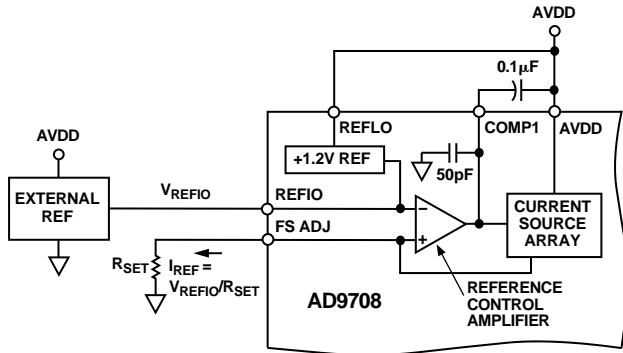 AVDD
0.1µF
REFLO
COMP1
AVDD
AVDD
+1.2V REF
50pF
EXTERNAL
REF
VREFIO
REFIO
CURRENT
SOURCE
ARRAY
FS ADJ
−
+
RSET
IREF =
VREFIO/RSET
AD9708
REFERENCE
CONTROL
AMPLIFIER